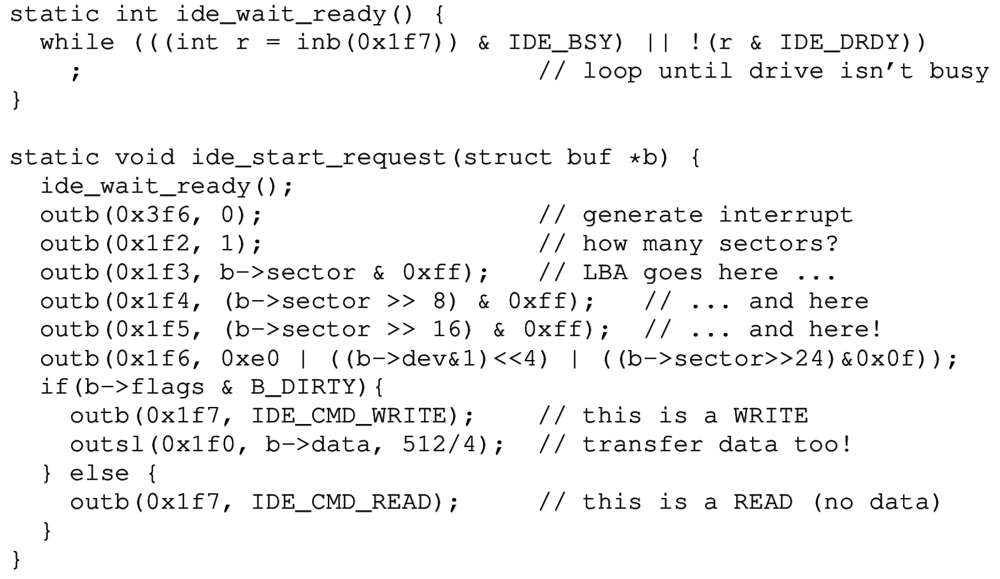 static int ide_wait_ready() {
  while (((int r = inb(0x1f7)) & IDE_BSY) || !(r & IDE_DRDY))
    ;                               // loop until drive isn’t busy
}

static void ide_start_request(struct buf *b) {
  ide_wait_ready();
  outb(0x3f6, 0);                   // generate interrupt
  outb(0x1f2, 1);                   // how many sectors?
  outb(0x1f3, b->sector & 0xff);    // LBA goes here ...
  outb(0x1f4, (b->sector >> 8) & 0xff);    // ... and here
  outb(0x1f5, (b->sector >> 16) & 0xff);   // ... and here!
  outb(0x1f6, 0xe0 | ((b->dev&1)<<4) | ((b->sector>>24)&0x0f));
  if(b->flags & B_DIRTY){
    outb(0x1f7, IDE_CMD_WRITE);     // this is a WRITE
    outsl(0x1f0, b->data, 512/4);   // transfer data too!
  } else {
    outb(0x1f7, IDE_CMD_READ);      // this is a READ (no data)
  }
}